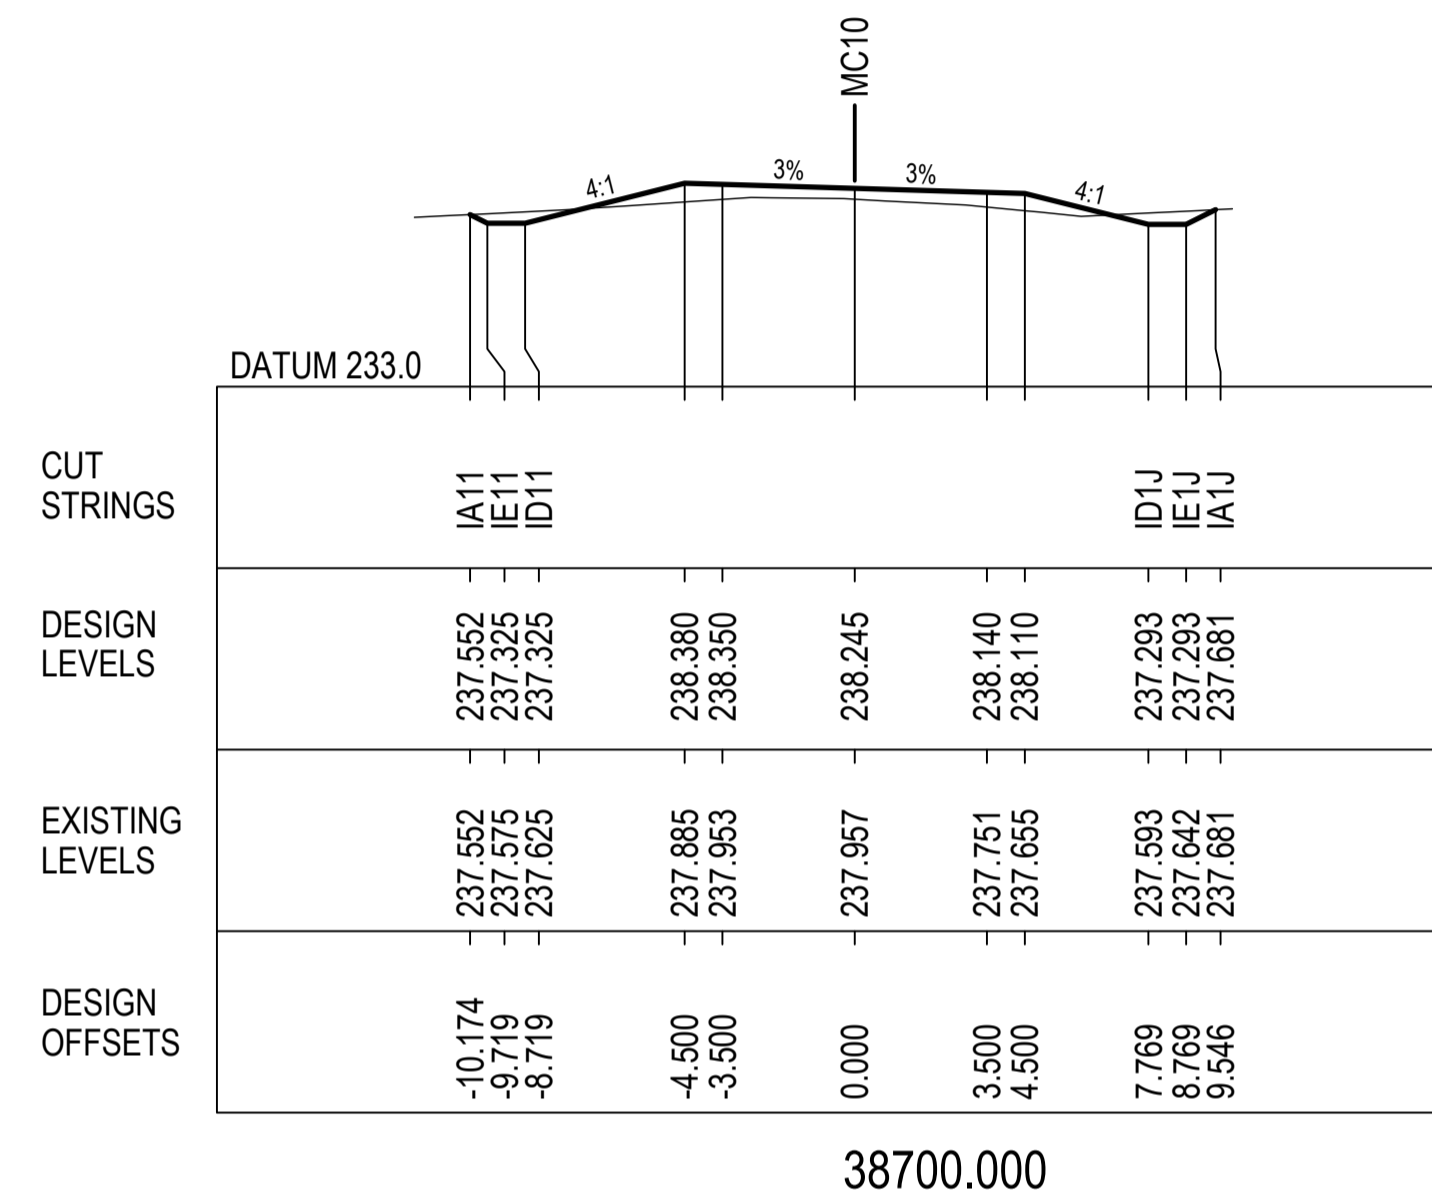 MC10
4:1
3%
3%
4:1
DATUM 233.0
CUT
STRINGS
IA11
IE11
ID11
ID1J
IE1J
IA1J
DESIGN
LEVELS
237.552
237.325
237.325
238.380
238.350
238.245
238.140
238.110
237.293
237.293
237.681
EXISTING
LEVELS
237.552
237.575
237.625
237.885
237.953
237.957
237.751
237.655
237.593
237.642
237.681
DESIGN
OFFSETS
-10.174
-9.719
-8.719
-4.500
-3.500
0.000
3.500
4.500
7.769
8.769
9.546
38700.000